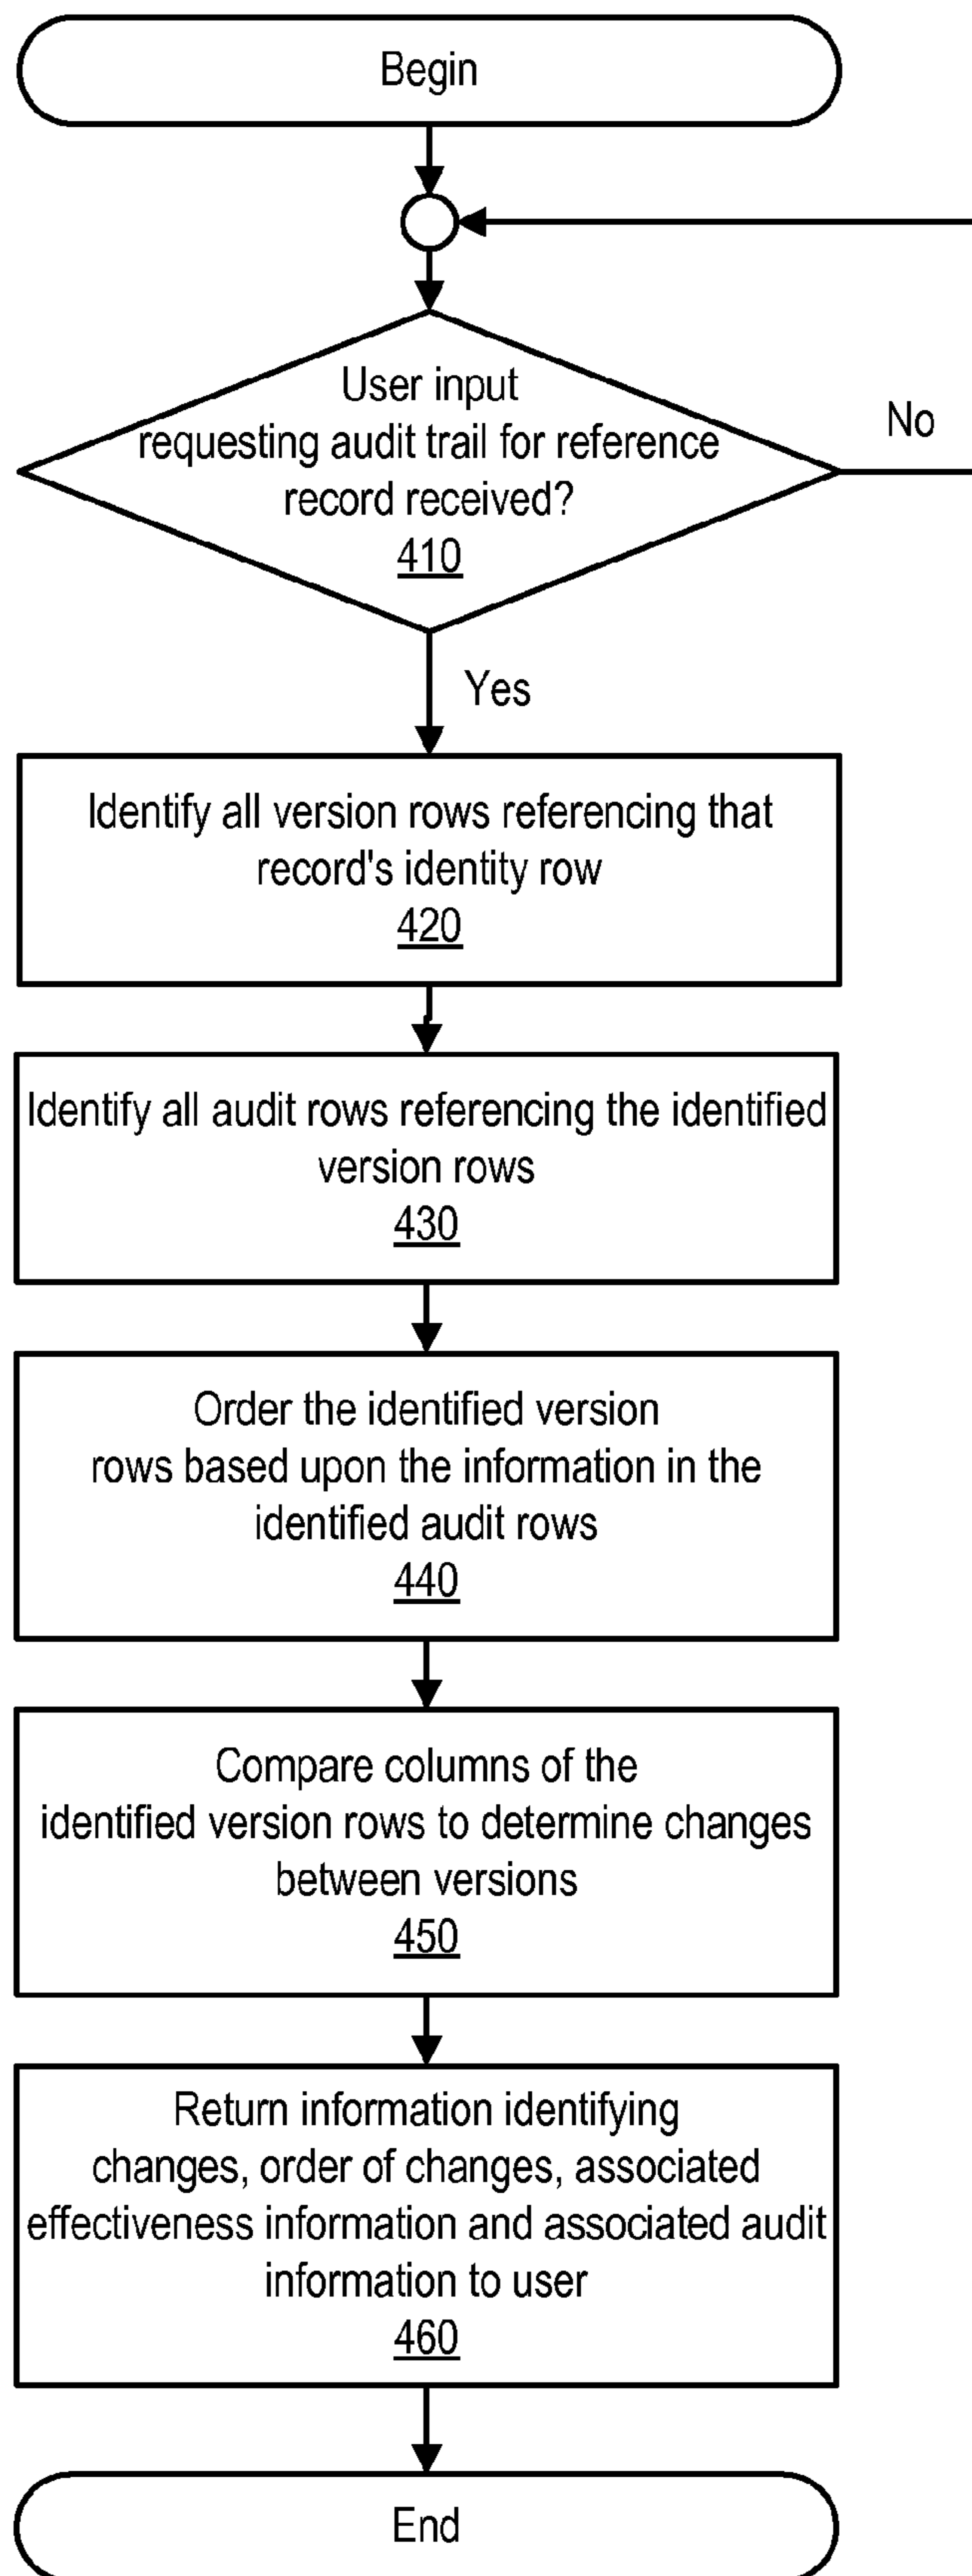 Begin
User input
requesting audit trail for reference
record received?
410
No
Yes
Identify all version rows referencing that
record's identity row
420
Identify all audit rows referencing the identified
version rows
430
Order the identified version
rows based upon the information in the
identified audit rows
440
Compare columns of the
identified version rows to determine changes
between versions
450
Return information identifying
changes, order of changes, associated
effectiveness information and associated audit
information to user
460
End